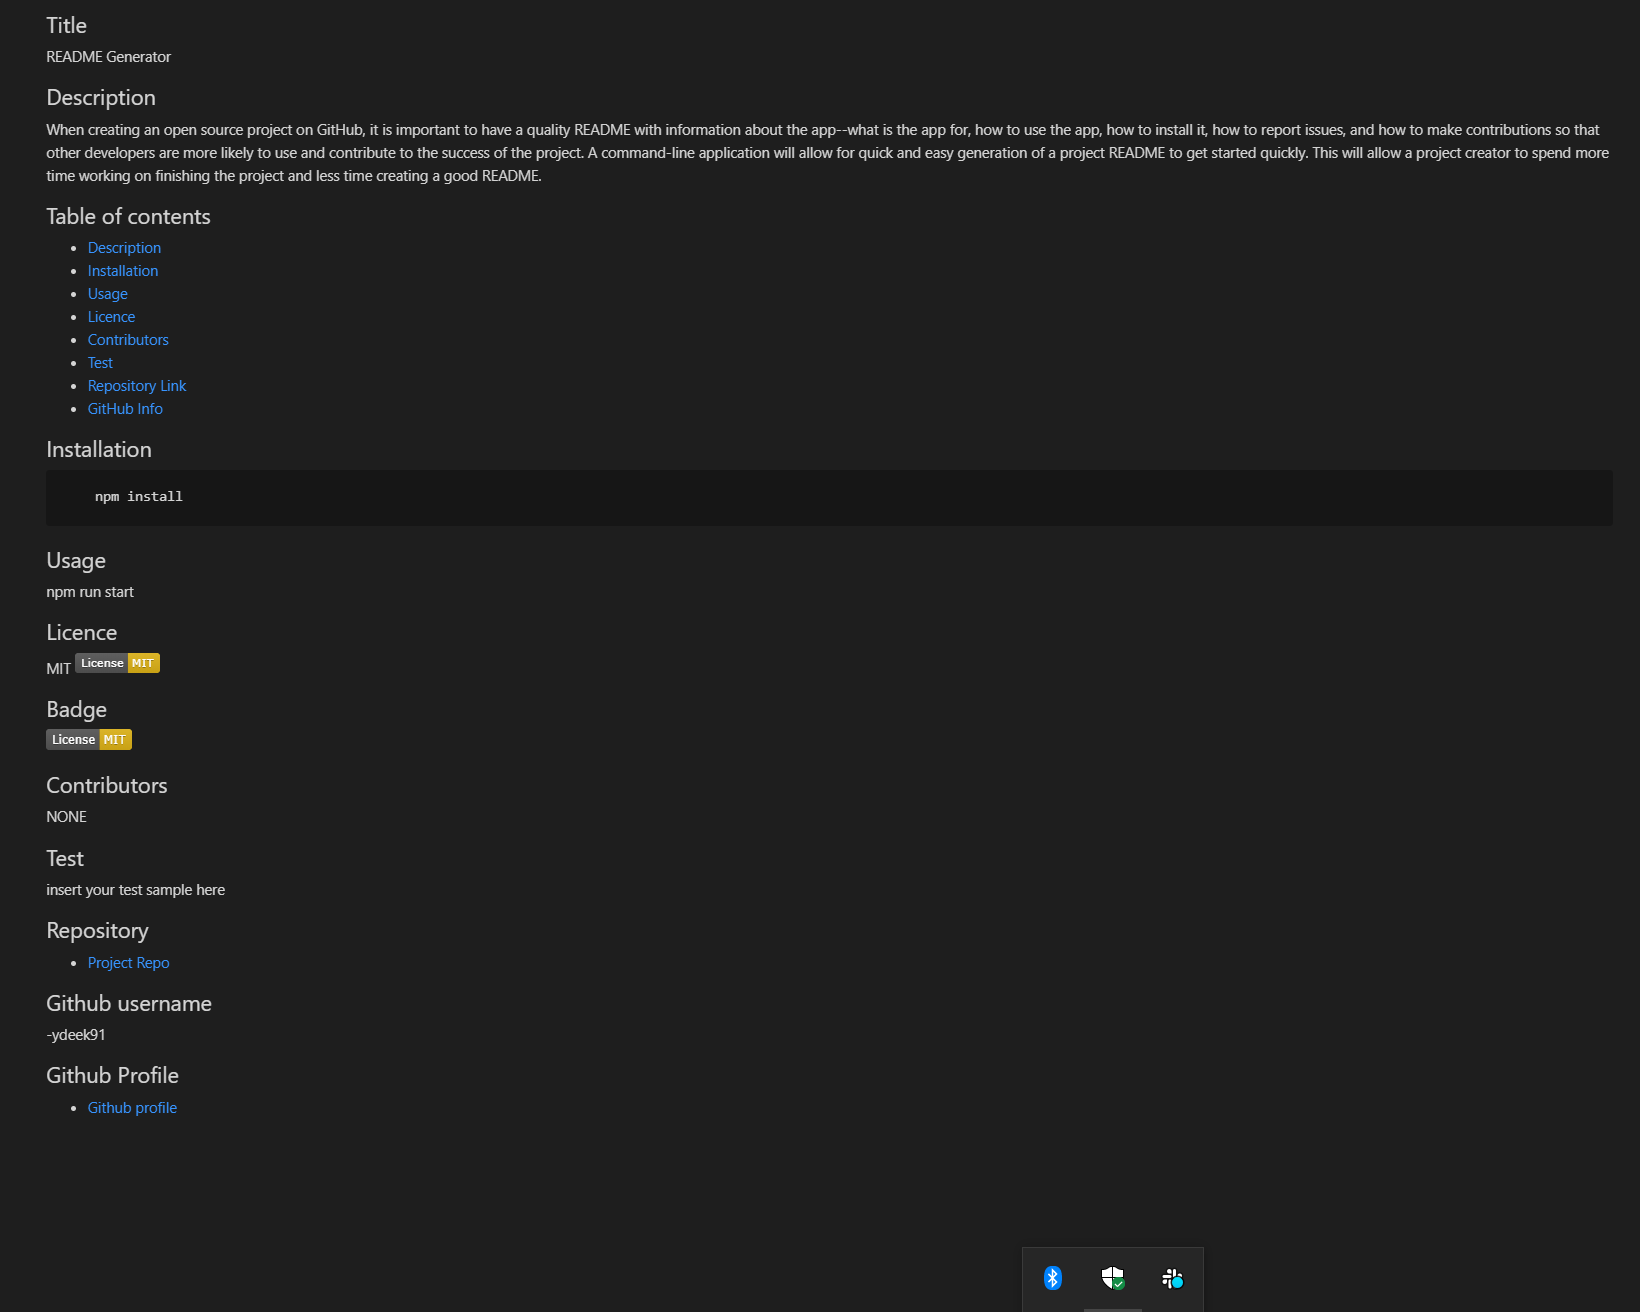 Title
README Generator
Description
When creating an open source project on GitHub, it is important to have a quality README with information about the app--what is the app for, how to use the app, how to install it, how to report issues, and how to make contributions so that
other developers are more likely to use and contribute to the success of the project. A command-line application will allow for quick and easy generation of a project README to get started quickly. This will allow a project creator to spend more
time working on finishing the project and less time creating a good README.
Table of contents
Description
Installation
Usage
Licence
Contributors
Test
Repository Link
GitHub Info
Installation
npm install
Usage
npm run start
Licence
MIT License MIT
Badge
License MIT
Contributors
NONE
Test
insert your test sample here
Repository
Project Repo
Github username
-ydeek91
Github Profile
Github profile